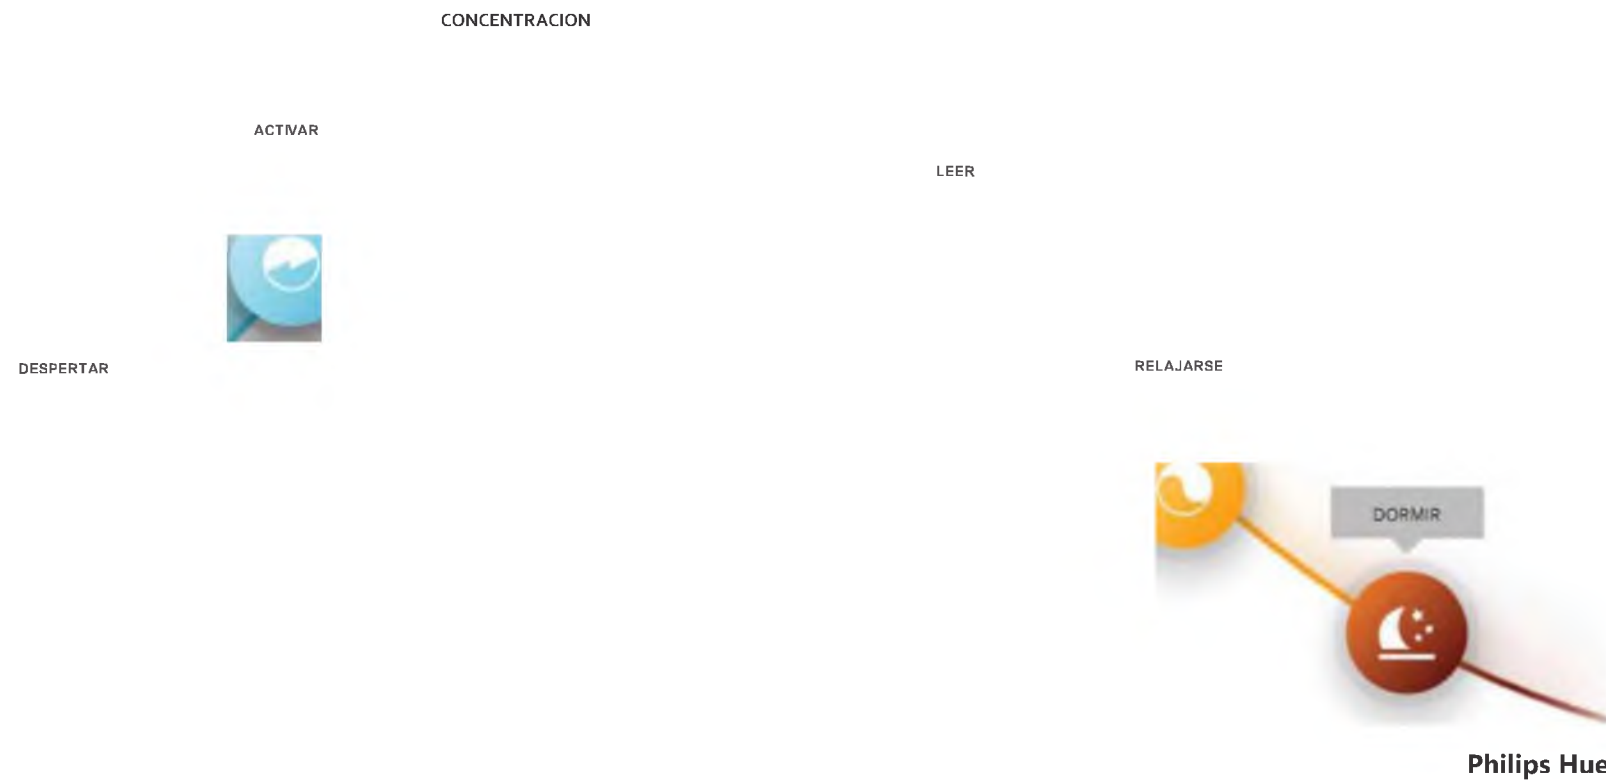 CONCENTRACION
ACTIVAR
LEER
DESPERTAR
RELAJARSE
DORMIR
Philips Hue